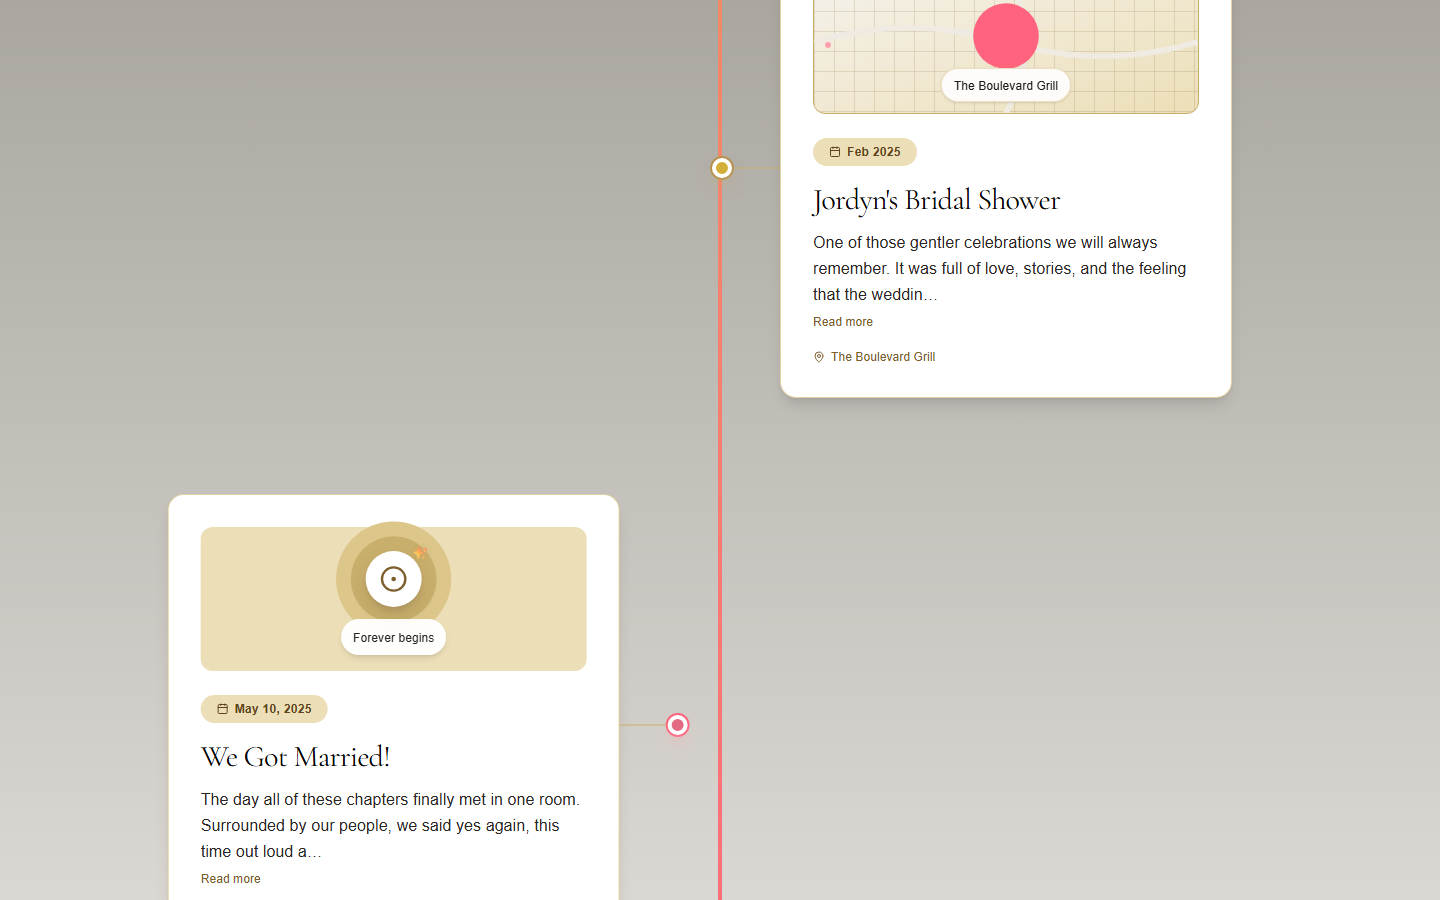 The Boulevard Grill
Feb 2025
Jordyn's Bridal Shower
One of those gentler celebrations we will always
remember. It was full of love, stories, and the feeling
that the weddin…
Read more
The Boulevard Grill
Forever begins
May 10, 2025
We Got Married!
The day all of these chapters finally met in one room.
Surrounded by our people, we said yes again, this
time out loud a…
Read more